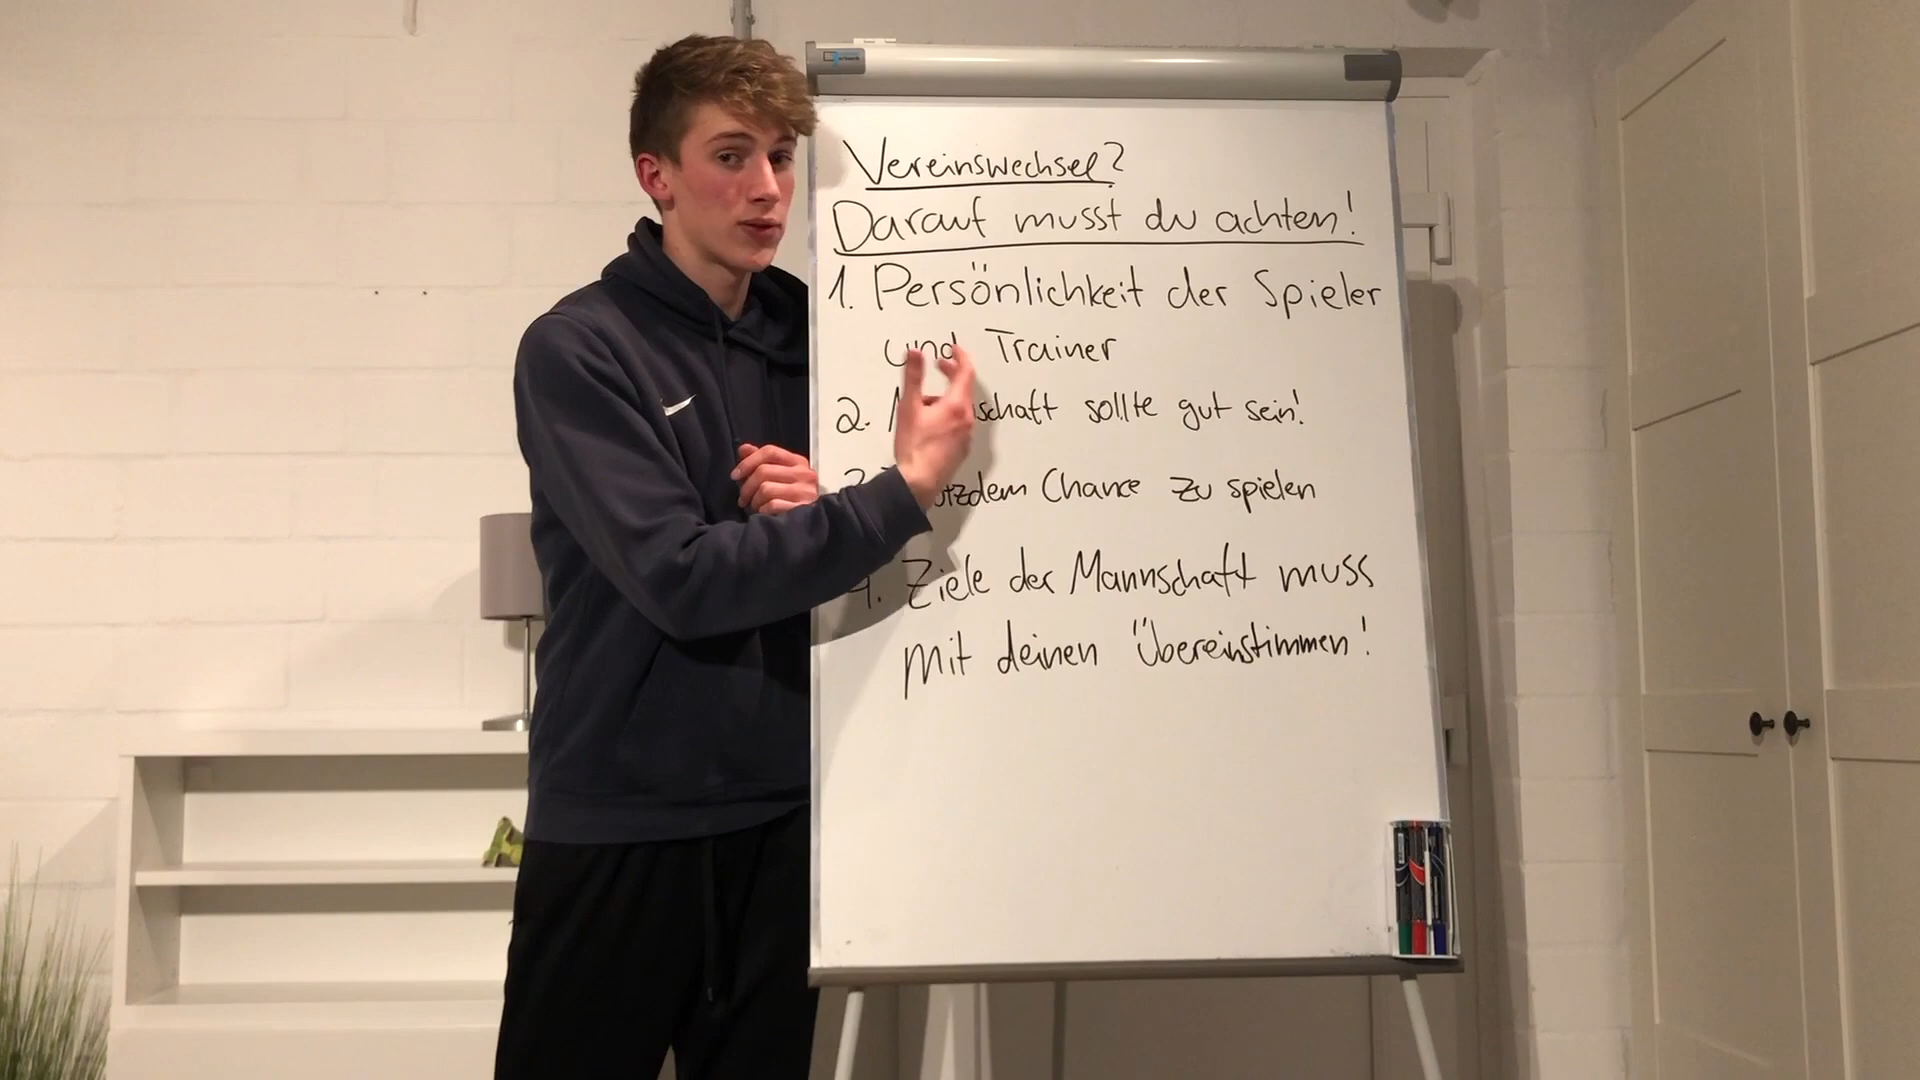 Vereinswechsel?
Darauf musst du achten!
1. Persönlichkeit der Spieler
und Trainer
2. sollte gut sein!
Chance zu spielen
4. Ziele der Mannschaft muss
mit deinen Übereinstimmen!